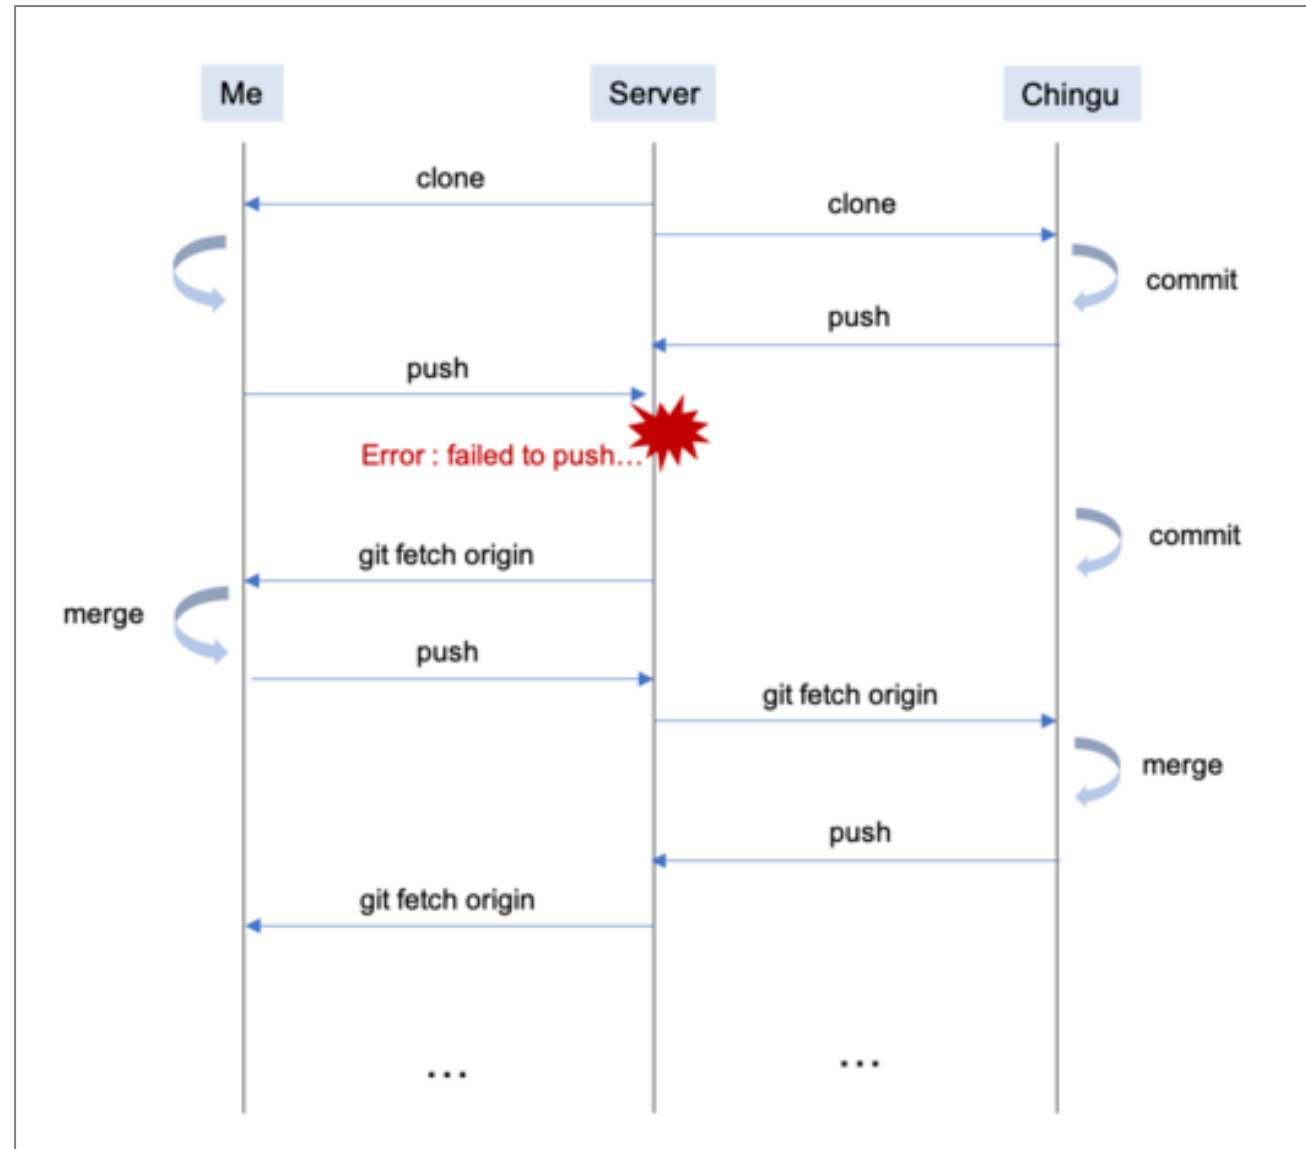 Me
Server
Chingu
clone
clone
commit
push
push
Error : failed to push...
commit
git fetch origin
merge
push
git fetch origin
merge
push
git fetch origin
...
...